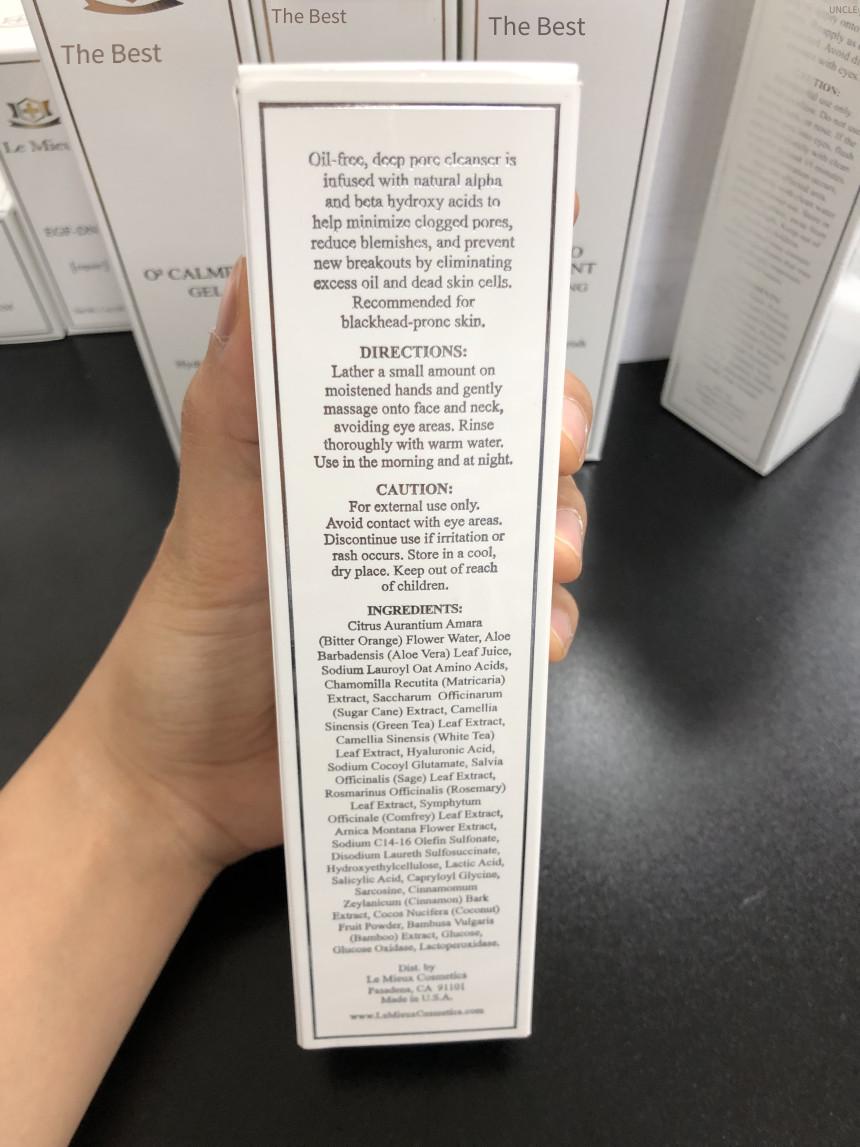 The Best
The Best
The Best
UNCLE
Le Mieux
EGF-DNA
O² CALME
GEL
NT
NG
CAUTION:
Oil-free, deep pore cleanser is
infused with natural alpha
and beta hydroxy acids to
help minimize clogged pores,
reduce blemishes, and prevent
new breakouts by eliminating
excess oil and dead skin cells.
Recommended for
blackhead-prone skin.
DIRECTIONS:
Lather a small amount on
moistened hands and gently
massage onto face and neck,
avoiding eye areas. Rinse
thoroughly with warm water.
Use in the morning and at night.
CAUTION:
For external use only.
Avoid contact with eye areas.
Discontinue use if irritation or
rash occurs. Store in a cool,
dry place. Keep out of reach
of children.
INGREDIENTS:
Citrus Aurantium Amara
(Bitter Orange) Flower Water, Aloe
Barbadensis (Aloe Vera) Leaf Juice,
Sodium Lauroyl Oat Amino Acids,
Chamomilla Recutita (Matricaria)
Extract, Saccharum Officinarum
(Sugar Cane) Extract, Camellia
Sinensis (Green Tea) Leaf Extract,
Camellia Sinensis (White Tea)
Leaf Extract, Hyaluronic Acid,
Sodium Cocoyl Glutamate, Salvia
Officinalis (Sage) Leaf Extract,
Rosmarinus Officinalis (Rosemary)
Leaf Extract, Symphytum
Officinale (Comfrey) Leaf Extract,
Arnica Montana Flower Extract,
Sodium C14-16 Olefin Sulfonate,
Disodium Laureth Sulfosuccinate,
Hydroxyethylcellulose, Lactic Acid,
Salicylic Acid, Capryloyl Glycine,
Sarcosine, Cinnamomum
Zeylanicum (Cinnamon) Bark
Extract, Cocos Nucifera (Coconut)
Fruit Powder, Bambusa Vulgaris
(Bamboo) Extract, Glucose,
Glucose Oxidase, Lactoperoxidase.
Dist. by
Le Mieux Cosmetics
Pasadena, CA 91101
Made in U.S.A.
www.LeMieuxCosmetics.com